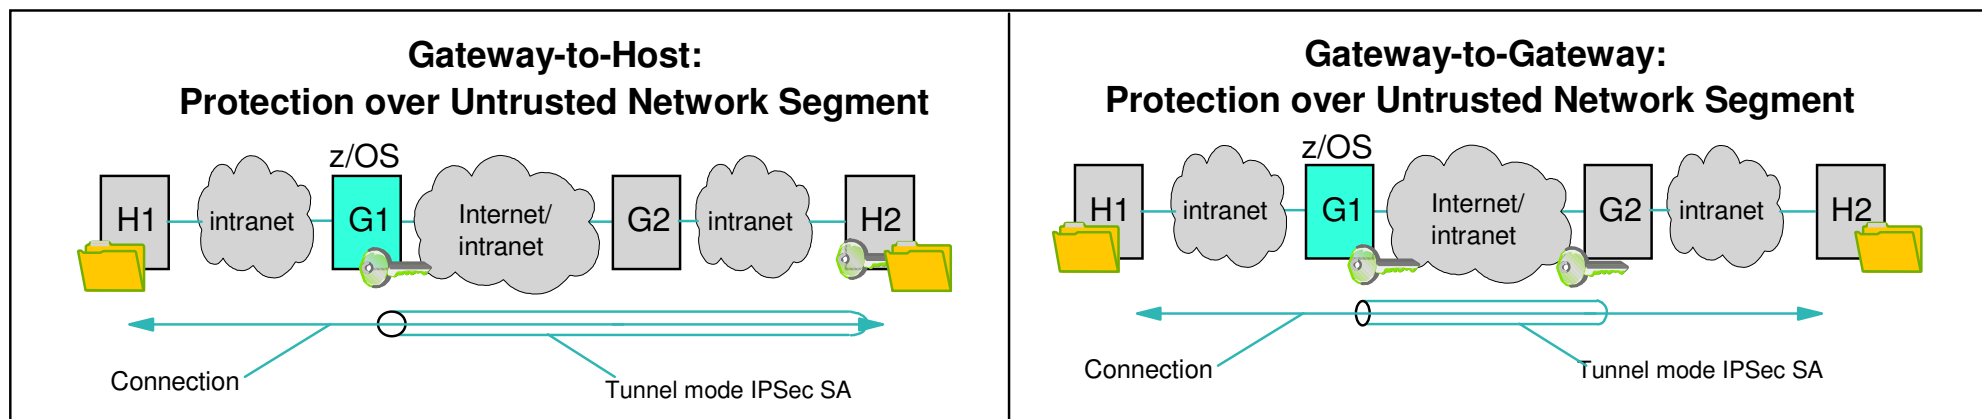 Gateway-to-Host:
Protection over Untrusted Network Segment
z/OS
H1
intranet
G1
Internet/
intranet
G2
intranet
H2
Connection
Tunnel mode IPSec SA
Gateway-to-Gateway:
Protection over Untrusted Network Segment
z/OS
H1
intranet
G1
Internet/
intranet
G2
intranet
H2
Connection
Tunnel mode IPSec SA